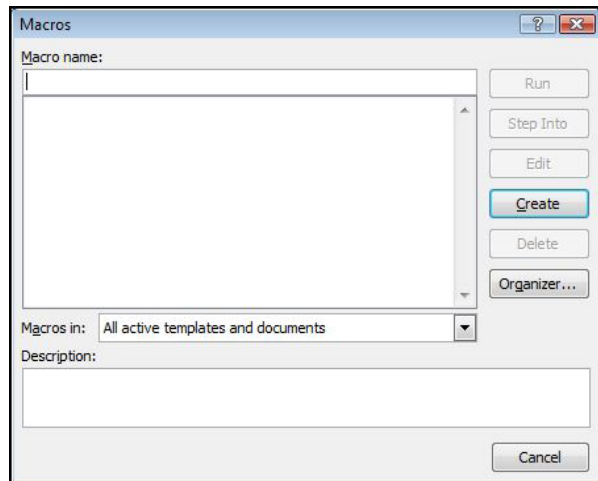 Macros
Macro name:
Run
Step Into
Edit
Create
Delete
Organizer...
Macros in: All active templates and documents
Description:
Cancel